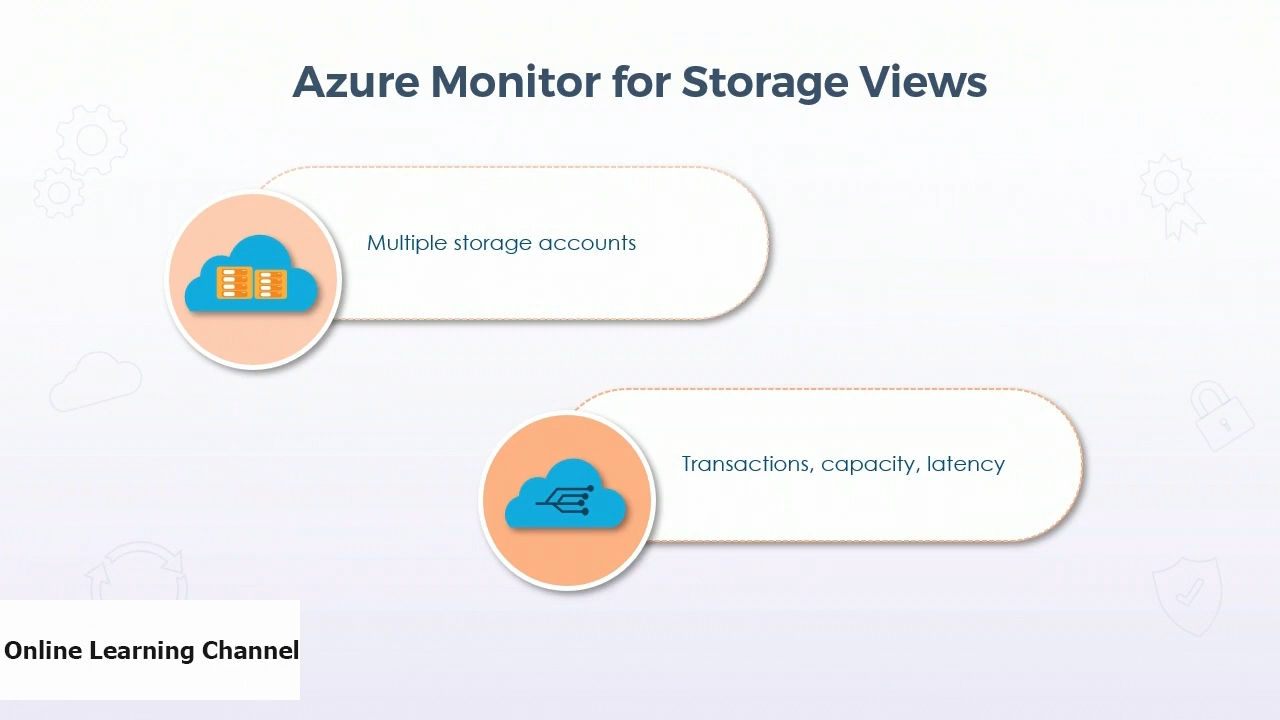 Azure Monitor for Storage Views
Multiple storage accounts
Transactions, capacity, latency
Online Learning Channel